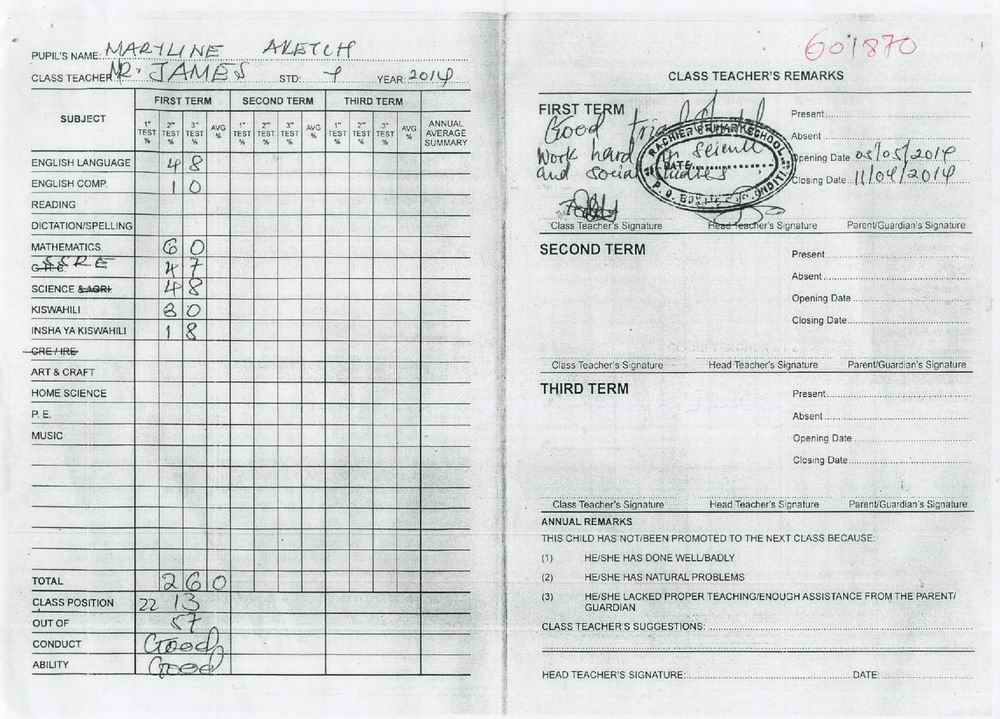 PUPIL'S NAME: MARYLINE AKETCH
CLASS TEACHER MR. JAMES STD: 7 YEAR: 2014
SUBJECT FIRST TERM SECOND TERM THIRD TERM ANNUAL AVERAGE SUMMARY
1st TEST % 2nd TEST % 3rd TEST % AVG % 1st TEST % 2nd TEST % 3rd TEST % AVG % 1st TEST % 2nd TEST % 3rd TEST % AVG %
ENGLISH LANGUAGE 48
ENGLISH COMP. 10
READING
DICTATION/SPELLING
MATHEMATICS 60
G.H.C. SSRE 47
SCIENCE & AGRI 48
KISWAHILI 30
INSHA YA KISWAHILI 18
CRE / IRE
ART & CRAFT
HOME SCIENCE
P. E.
MUSIC
TOTAL 260
CLASS POSITION 22 13
OUT OF 57
CONDUCT Good
ABILITY Good
601870
CLASS TEACHER'S REMARKS
FIRST TERM
Good
Work hard in science
and social studies
RACHIER PRIMARY SCHOOL
DATE
P. O. BOX
Present
Absent
Opening Date 05/05/2014
Closing Date 11/04/2014
Class Teacher's Signature Head Teacher's Signature Parent/Guardian's Signature
SECOND TERM
Present
Absent
Opening Date
Closing Date
Class Teacher's Signature Head Teacher's Signature Parent/Guardian's Signature
THIRD TERM
Present
Absent
Opening Date
Closing Date
Class Teacher's Signature Head Teacher's Signature Parent/Guardian's Signature
ANNUAL REMARKS
THIS CHILD HAS NOT/BEEN PROMOTED TO THE NEXT CLASS BECAUSE:
(1) HE/SHE HAS DONE WELL/BADLY
(2) HE/SHE HAS NATURAL PROBLEMS
(3) HE/SHE LACKED PROPER TEACHING/ENOUGH ASSISTANCE FROM THE PARENT/
GUARDIAN
CLASS TEACHER'S SUGGESTIONS:
HEAD TEACHER'S SIGNATURE: DATE: